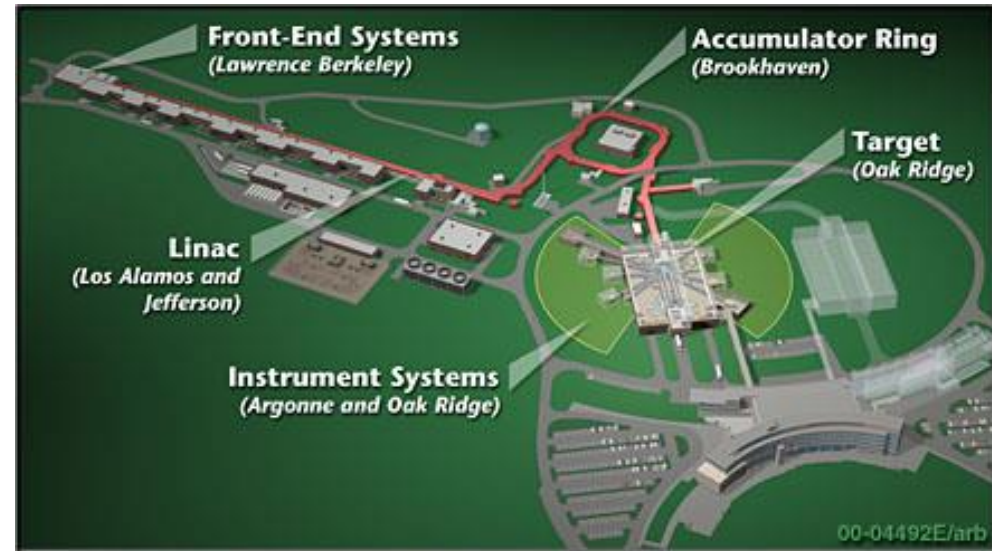 Front-End Systems
(Lawrence Berkeley)
Accumulator Ring
(Brookhaven)
Target
(Oak Ridge)
Linac
(Los Alamos and
Jefferson)
Instrument Systems
(Argonne and Oak Ridge)
00-04492E/arb